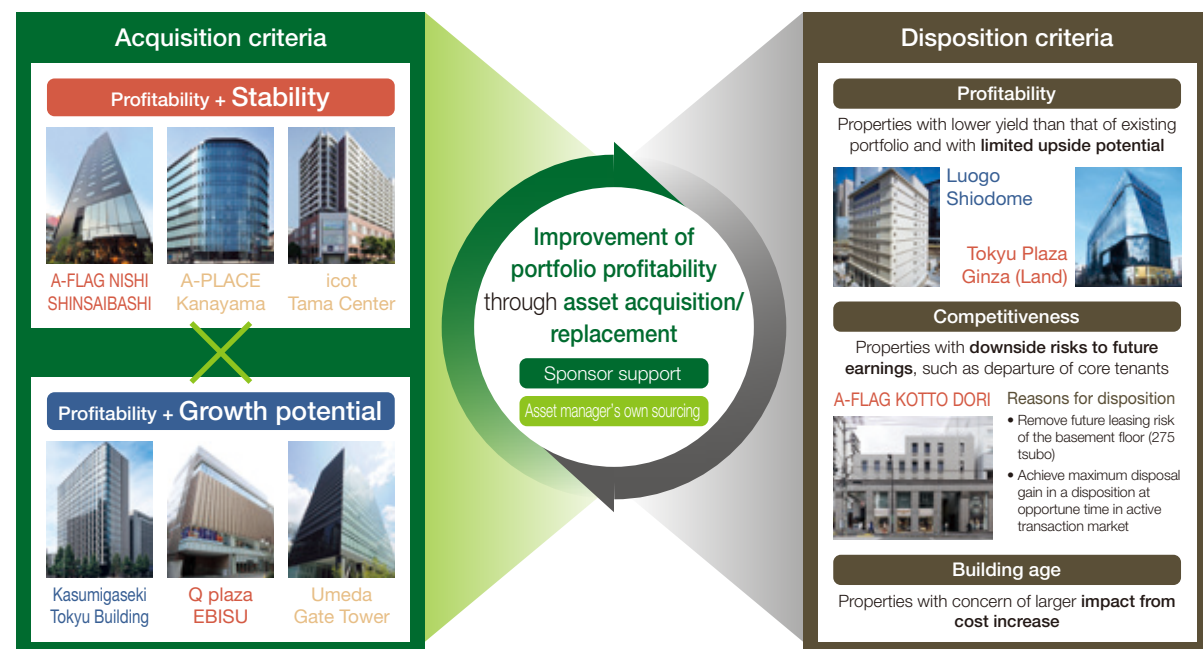 Acquisition criteria
Profitability + Stability
A-FLAG NISHI
SHINSAIBASHI
A-PLACE
Kanayama
icot
Tama Center
Profitability + Growth potential
Kasumigaseki
Tokyu Building
Q plaza
EBISU
Umeda
Gate Tower
Improvement of
portfolio profitability
through asset acquisition/
replacement
Sponsor support
Asset manager's own sourcing
Disposition criteria
Profitability
Properties with lower yield than that of existing
portfolio and with limited upside potential
Luogo
Shiodome
Tokyu Plaza
Ginza (Land)
Competitiveness
Properties with downside risks to future
earnings, such as departure of core tenants
A-FLAG KOTTO DORI
Reasons for disposition
• Remove future leasing risk
of the basement floor (275
tsubo)
• Achieve maximum disposal
gain in a disposition at
opportune time in active
transaction market
Building age
Properties with concern of larger impact from
cost increase